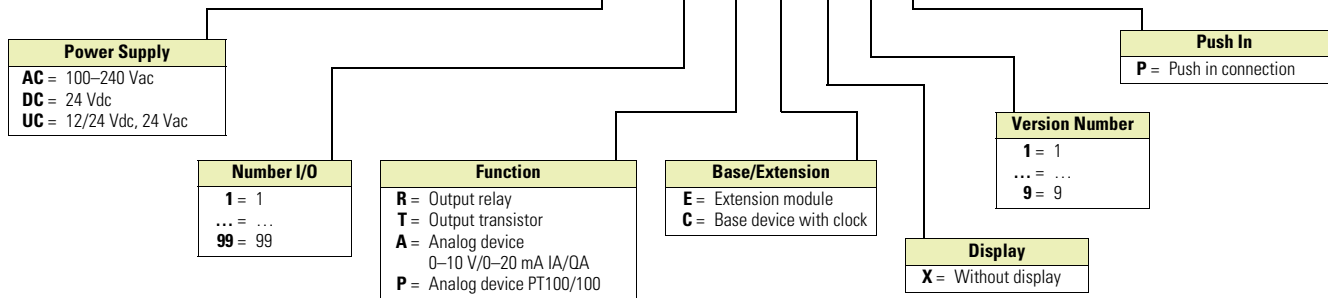 Power Supply
AC = 100–240 Vac
DC = 24 Vdc
UC = 12/24 Vdc, 24 Vac
Number I/O
1 = 1
... = ...
99 = 99
Function
R = Output relay
T = Output transistor
A = Analog device
0–10 V/0–20 mA IA/QA
P = Analog device PT100/100
Base/Extension
E = Extension module
C = Base device with clock
Display
X = Without display
Version Number
1 = 1
... = ...
9 = 9
Push In
P = Push in connection